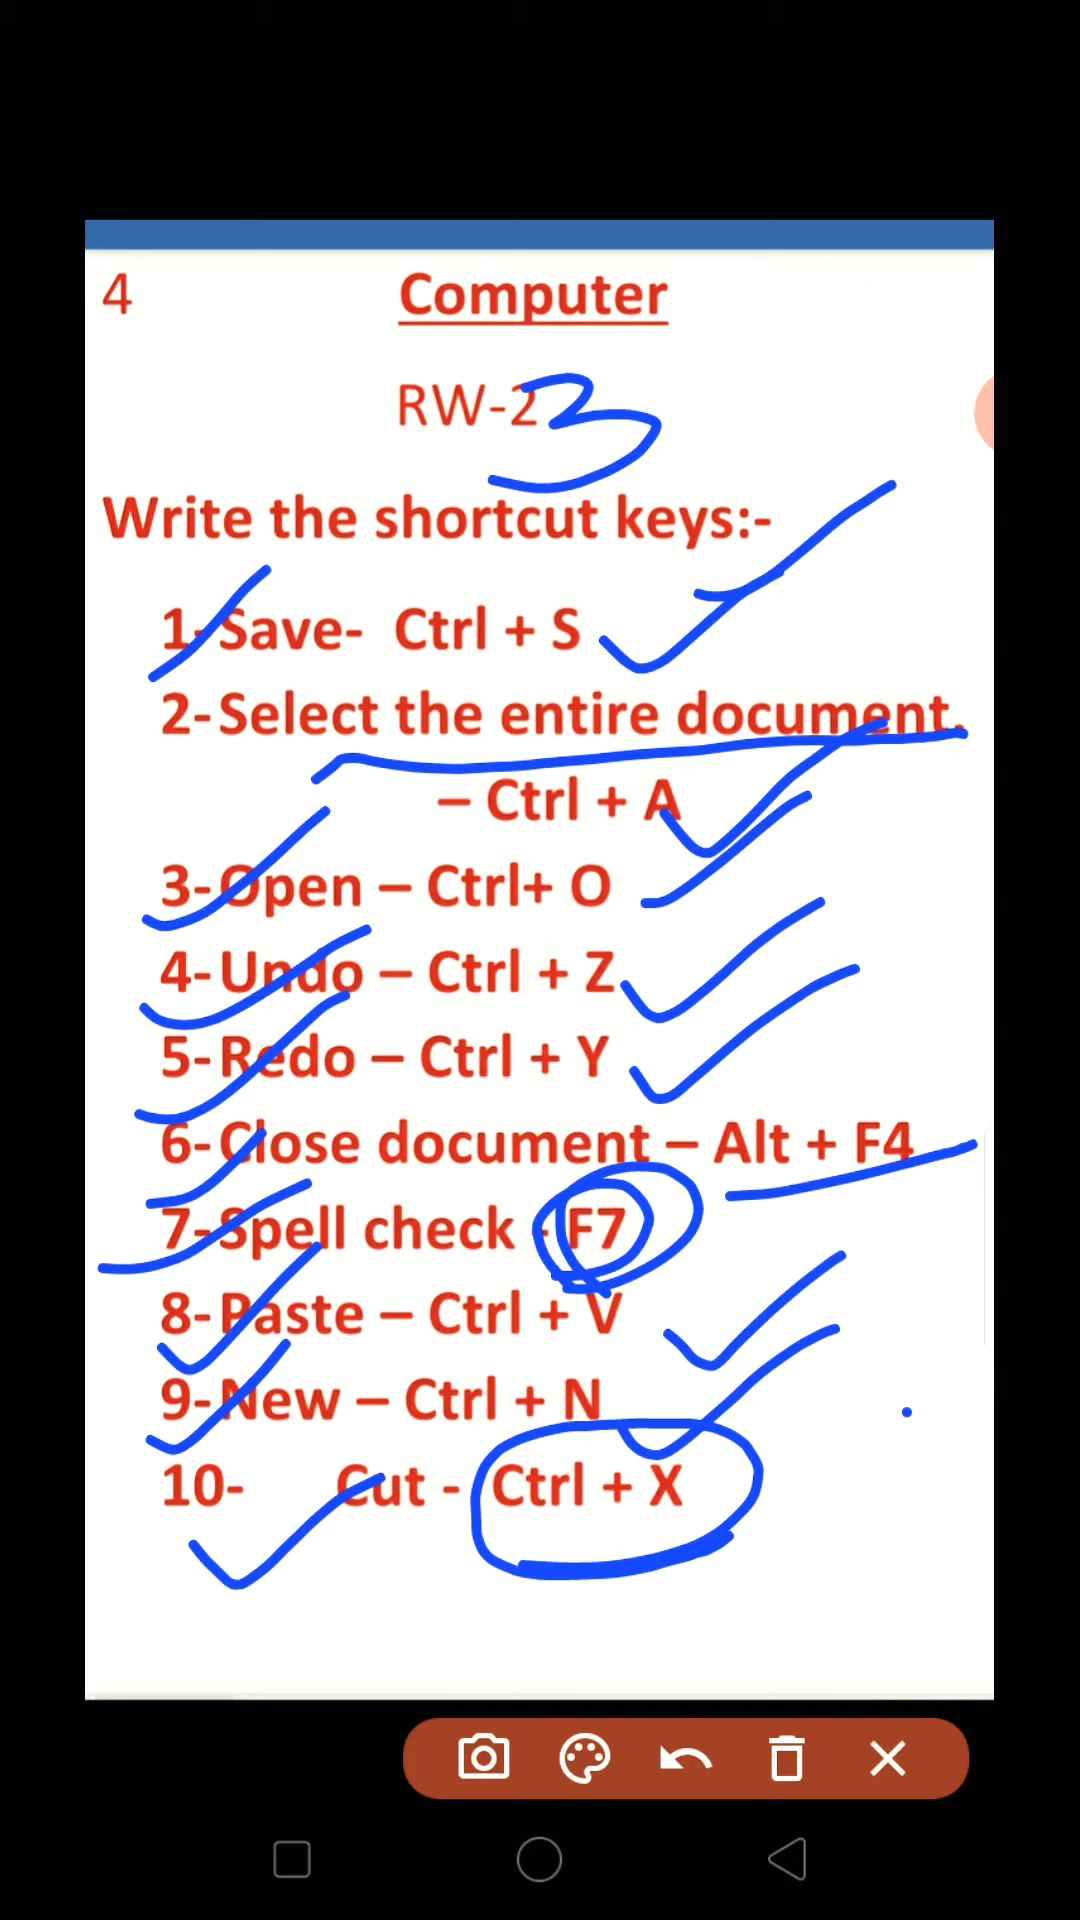 4 Computer
RW-2 3
Write the shortcut keys:-
1- Save- Ctrl + S
2- Select the entire document.
– Ctrl + A
3- Open – Ctrl+ O
4- Undo – Ctrl + Z
5- Redo – Ctrl + Y
6- Close document – Alt + F4
7- Spell check - F7
8- Paste – Ctrl + V
9- New – Ctrl + N
10- Cut - Ctrl + X